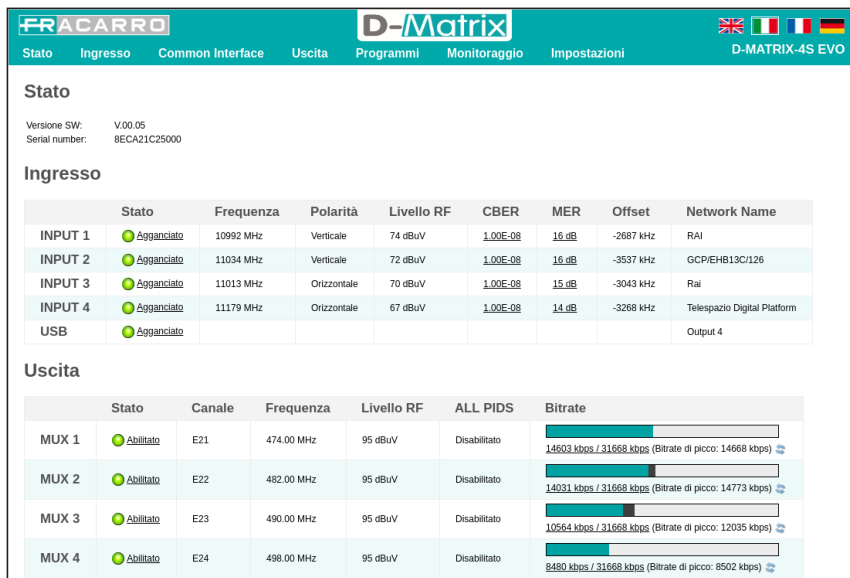 FRACARRO D-Matrix
Stato Ingresso Common Interface Uscita Programmi Monitoraggio Impostazioni D-MATRIX-4S EVO
Stato
Versione SW: V.00.05
Serial number: 8ECA21C25000
Ingresso
Stato Frequenza Polarità Livello RF CBER MER Offset Network Name
INPUT 1 Agganciato 10992 MHz Verticale 74 dBuV 1.00E-08 16 dB -2687 kHz RAI
INPUT 2 Agganciato 11034 MHz Verticale 72 dBuV 1.00E-08 16 dB -3537 kHz GCP/EHB13C/126
INPUT 3 Agganciato 11013 MHz Orizzontale 70 dBuV 1.00E-08 15 dB -3043 kHz Rai
INPUT 4 Agganciato 11179 MHz Orizzontale 67 dBuV 1.00E-08 14 dB -3268 kHz Telespazio Digital Platform
USB Agganciato Output 4
Uscita
Stato Canale Frequenza Livello RF ALL PIDS Bitrate
MUX 1 Abilitato E21 474.00 MHz 95 dBuV Disabilitato 14603 kbps / 31668 kbps (Bitrate di picco: 14668 kbps)
MUX 2 Abilitato E22 482.00 MHz 95 dBuV Disabilitato 14031 kbps / 31668 kbps (Bitrate di picco: 14773 kbps)
MUX 3 Abilitato E23 490.00 MHz 95 dBuV Disabilitato 10564 kbps / 31668 kbps (Bitrate di picco: 12035 kbps)
MUX 4 Abilitato E24 498.00 MHz 95 dBuV Disabilitato 8480 kbps / 31668 kbps (Bitrate di picco: 8502 kbps)